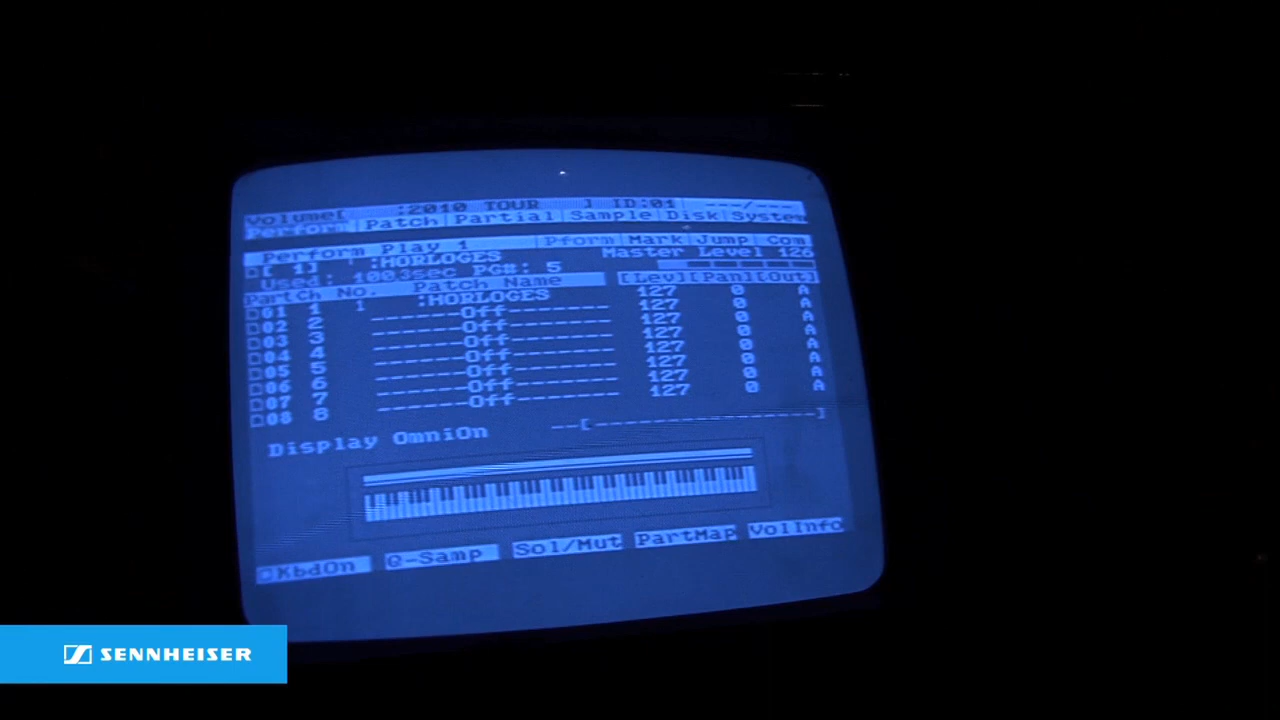 Volume[ :2010 TOUR ] ID:01 ---/---
Perform Patch Partial Sample Disk System
Perform Play 1 Pform Mark Jump Com
[ 1] :HORLOGES Master Level 126
Used: 1003sec PG#: 5
Part Ch No. Patch Name [Lev][Pan][Out]
01 1 1 :HORLOGES 127 0 A
02 2 ------Off------- 127 0 A
03 3 ------Off------- 127 0 A
04 4 ------Off------- 127 0 A
05 5 ------Off------- 127 0 A
06 6 ------Off------- 127 0 A
07 7 ------Off------- 127 0 A
08 8 ------Off------- 127 0 A
Display OmniOn --[----------------]
KbdOn Q-Samp Sol/Mut PartMap VolInfo
SENNHEISER